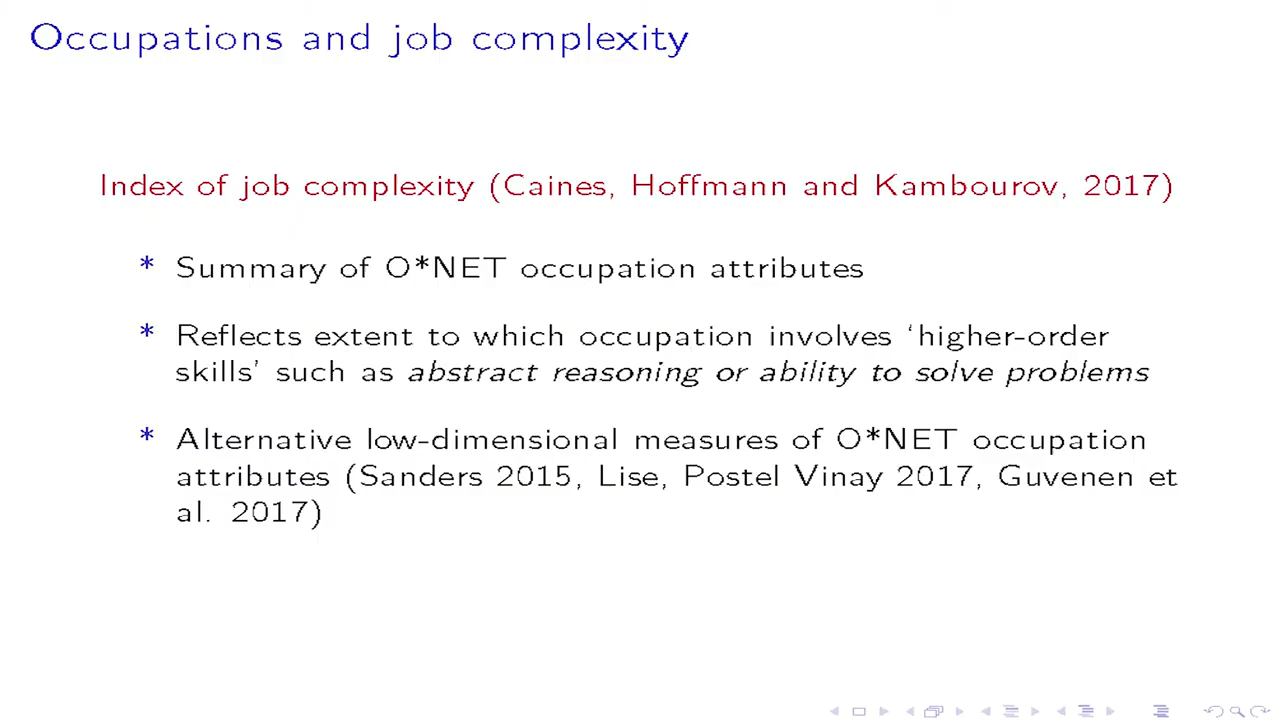 Occupations and job complexity
Index of job complexity (Caines, Hoffmann and Kambourov, 2017)
* Summary of O*NET occupation attributes
* Reflects extent to which occupation involves ‘higher-order
skills’ such as abstract reasoning or ability to solve problems
* Alternative low-dimensional measures of O*NET occupation
attributes (Sanders 2015, Lise, Postel Vinay 2017, Guvenen et
al. 2017)